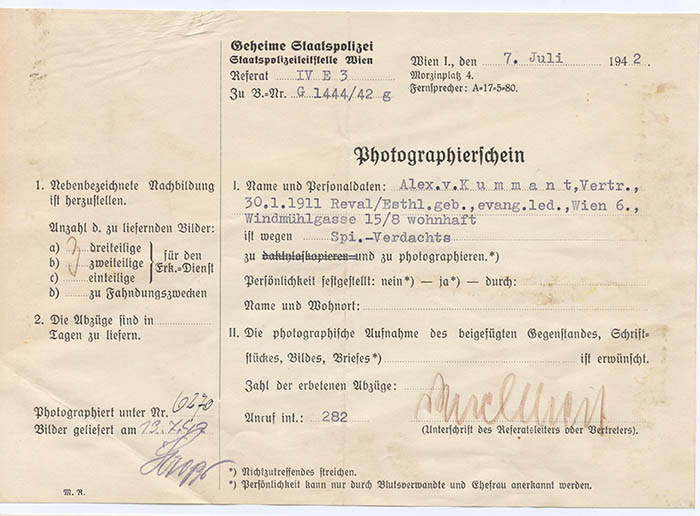 Geheime Staatspolizei
Staatspolizeileitstelle Wien
Referat IV E 3
Zu B.-Nr. G 1444/42 g
Wien I., den 7. Juli 1942.
Morzinplatz 4.
Fernsprecher: A=17=5=80.
Photographierschein
1. Nebenbezeichnete Nachbildung
ist herzustellen.
Anzahl d. zu liefernden Bilder:
a) dreiteilige
b) 3 zweiteilige
c) einteilige
für den
Erk.=Dienst
d) zu Fahndungszwecken
2. Die Abzüge sind in
Tagen zu liefern.
Photographiert unter Nr. 6270
Bilder geliefert am 13.7.42
M. R.
I. Name und Personaldaten: Alex.v.Kummant,Vertr.,
30.1.1911 Reval/Esthl.geb.,evang.led.,Wien 6.,
Windmühlgasse 15/8 wohnhaft
ist wegen Spi.-Verdachts
zu daktyloskopieren und zu photographieren.*)
Persönlichkeit festgestellt: nein*) — ja*) — durch:
Name und Wohnort:
II. Die photographische Aufnahme des beigefügten Gegenstandes, Schrift=
stückes, Bildes, Briefes*) ist erwünscht.
Zahl der erbetenen Abzüge:
Anruf int.: 282
(Unterschrift des Referatsleiters oder Vertreters).
*) Nichtzutreffendes streichen.
*) Persönlichkeit kann nur durch Blutsverwandte und Ehefrau anerkannt werden.